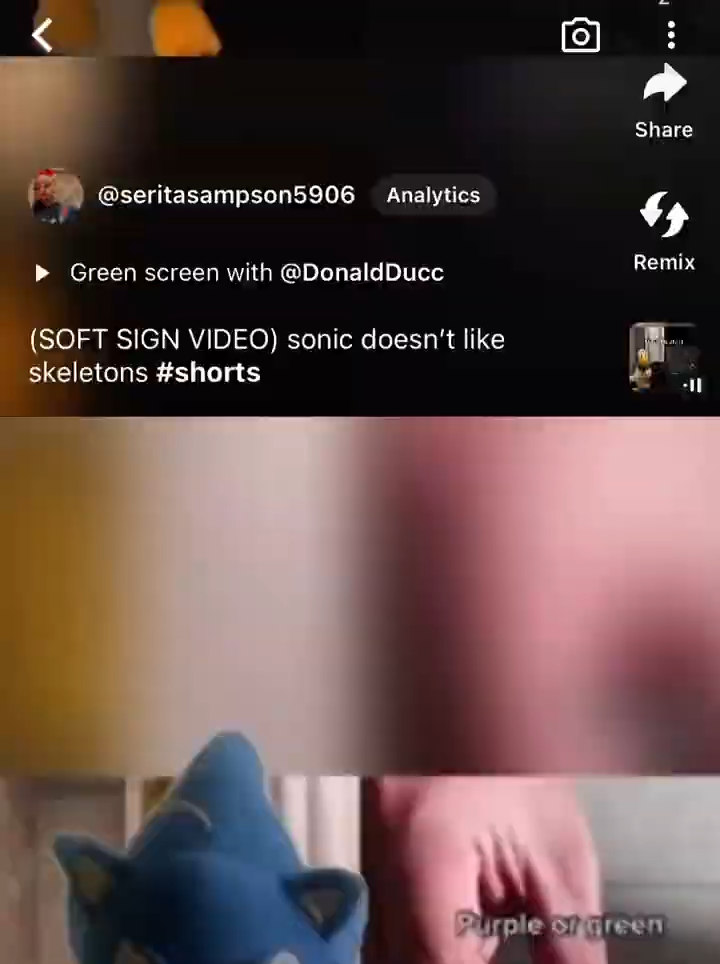 Share
@seritasampson5906 Analytics
Remix
Green screen with @DonaldDucc
(SOFT SIGN VIDEO) sonic doesn’t like
skeletons #shorts
Purple or green